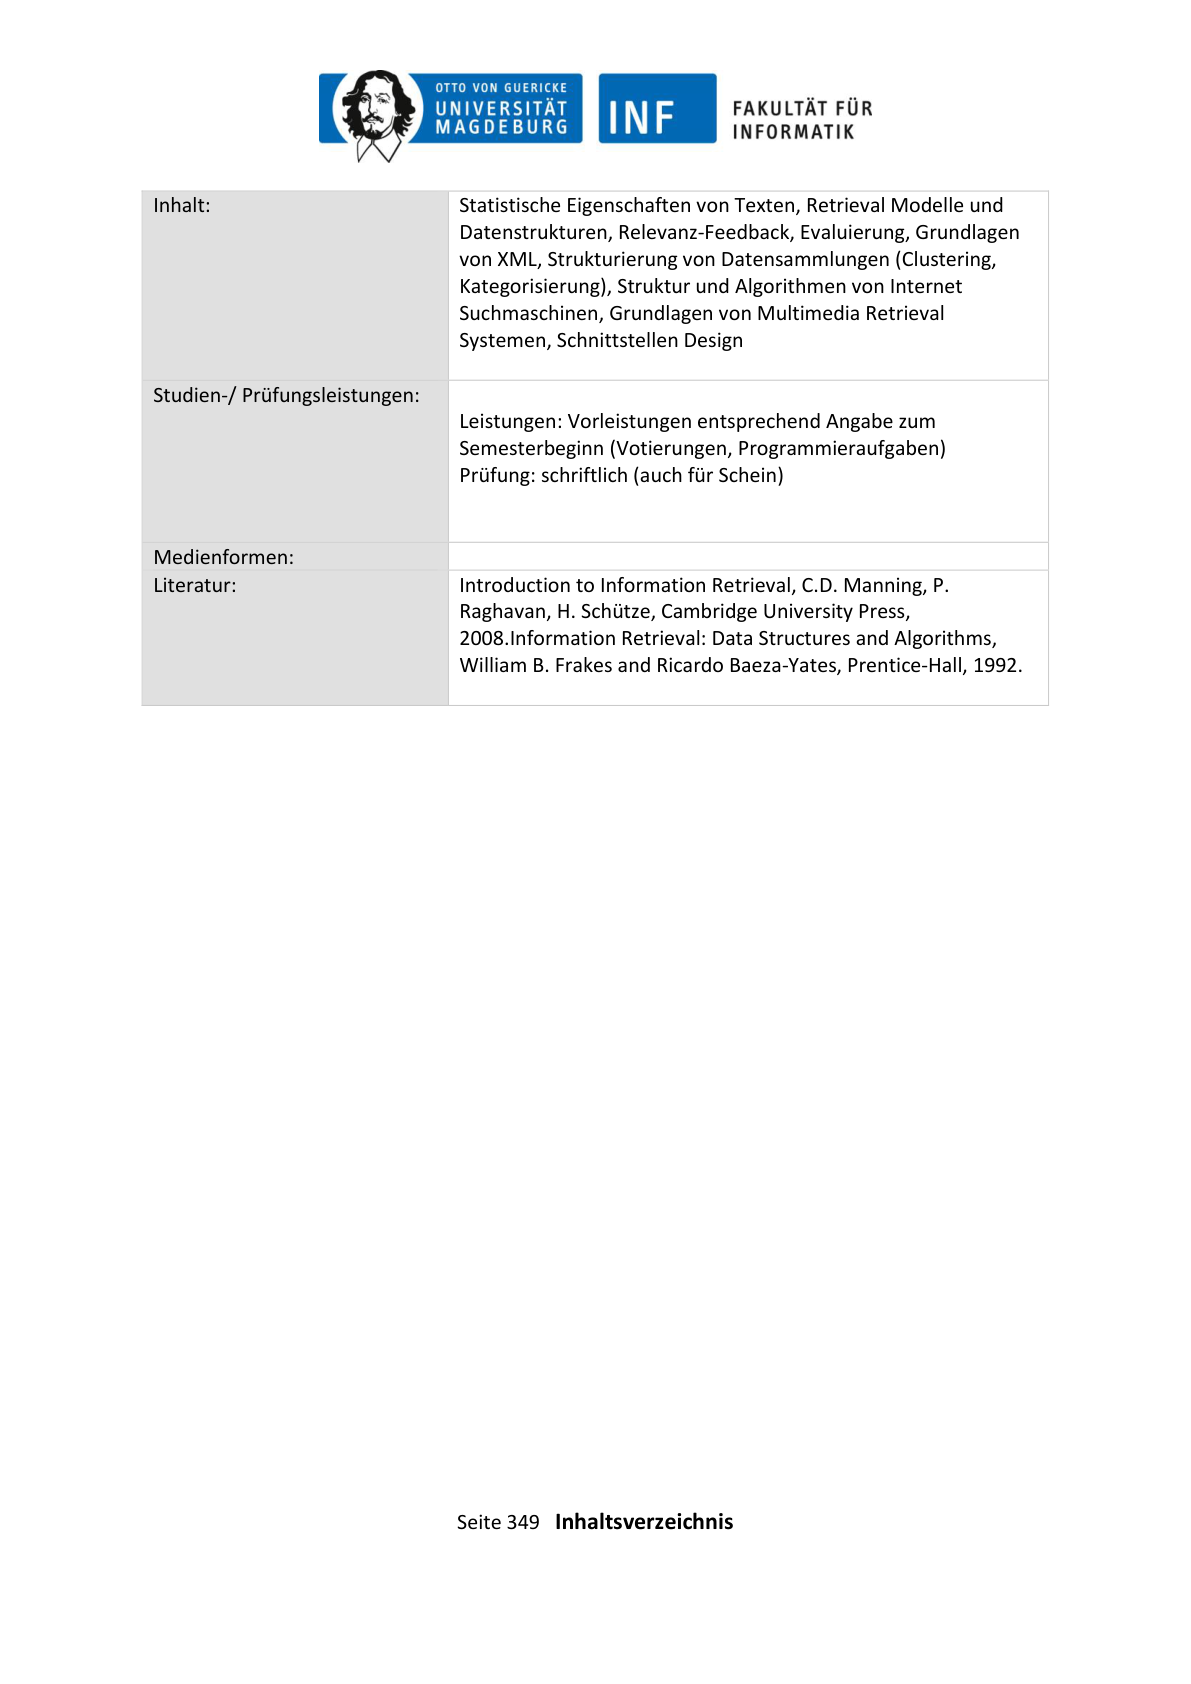 OTTO VON GUERICKE
UNIVERSITÄT
MAGDEBURG
INF
FAKULTÄT FÜR
INFORMATIK
Inhalt:
Statistische Eigenschaften von Texten, Retrieval Modelle und
Datenstrukturen, Relevanz-Feedback, Evaluierung, Grundlagen
von XML, Strukturierung von Datensammlungen (Clustering,
Kategorisierung), Struktur und Algorithmen von Internet
Suchmaschinen, Grundlagen von Multimedia Retrieval
Systemen, Schnittstellen Design
Studien-/ Prüfungsleistungen:
Leistungen: Vorleistungen entsprechend Angabe zum
Semesterbeginn (Votierungen, Programmieraufgaben)
Prüfung: schriftlich (auch für Schein)
Medienformen:
Literatur:
Introduction to Information Retrieval, C.D. Manning, P.
Raghavan, H. Schütze, Cambridge University Press,
2008.Information Retrieval: Data Structures and Algorithms,
William B. Frakes and Ricardo Baeza-Yates, Prentice-Hall, 1992.
Seite 349 Inhaltsverzeichnis